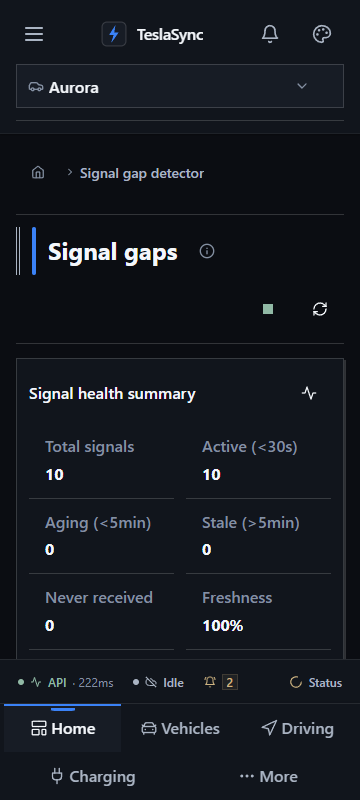 TeslaSync
Aurora
Signal gap detector
Signal gaps
Signal health summary
Total signals
Active (<30s)
10
10
Aging (<5min)
Stale (>5min)
0
0
Never received
Freshness
0
100%
API · 222ms
Idle
2
Status
Home
Vehicles
Driving
Charging
More